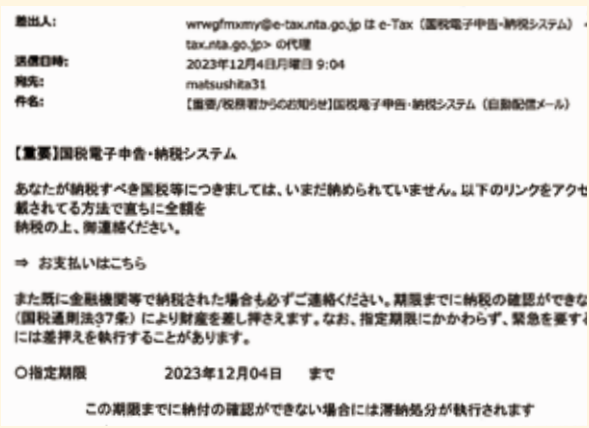 差出人: wrwgfmxmy@e-tax.nta.go.jp は e-Tax（国税電子申告・納税システム）
tax.nta.go.jp> の代理
送信日時: 2023年12月4日月曜日 9:04
宛先: matsushita31
件名: 【重要/税務署からのお知らせ】国税電子申告・納税システム（自動配信メール）
【重要】国税電子申告・納税システム
あなたが納税すべき国税等につきましては、いまだ納められていません。以下のリンクをアクセ
載されてる方法で直ちに全額を
納税の上、御連絡ください。
⇒ お支払いはこちら
また既に金融機関等で納税された場合も必ずご連絡ください。期限までに納税の確認ができな
（国税通則法37条）により財産を差し押さえます。なお、指定期限にかかわらず、緊急を要する
には差押えを執行することがあります。
〇指定期限 2023年12月04日 まで
この期限までに納付の確認ができない場合には滞納処分が執行されます